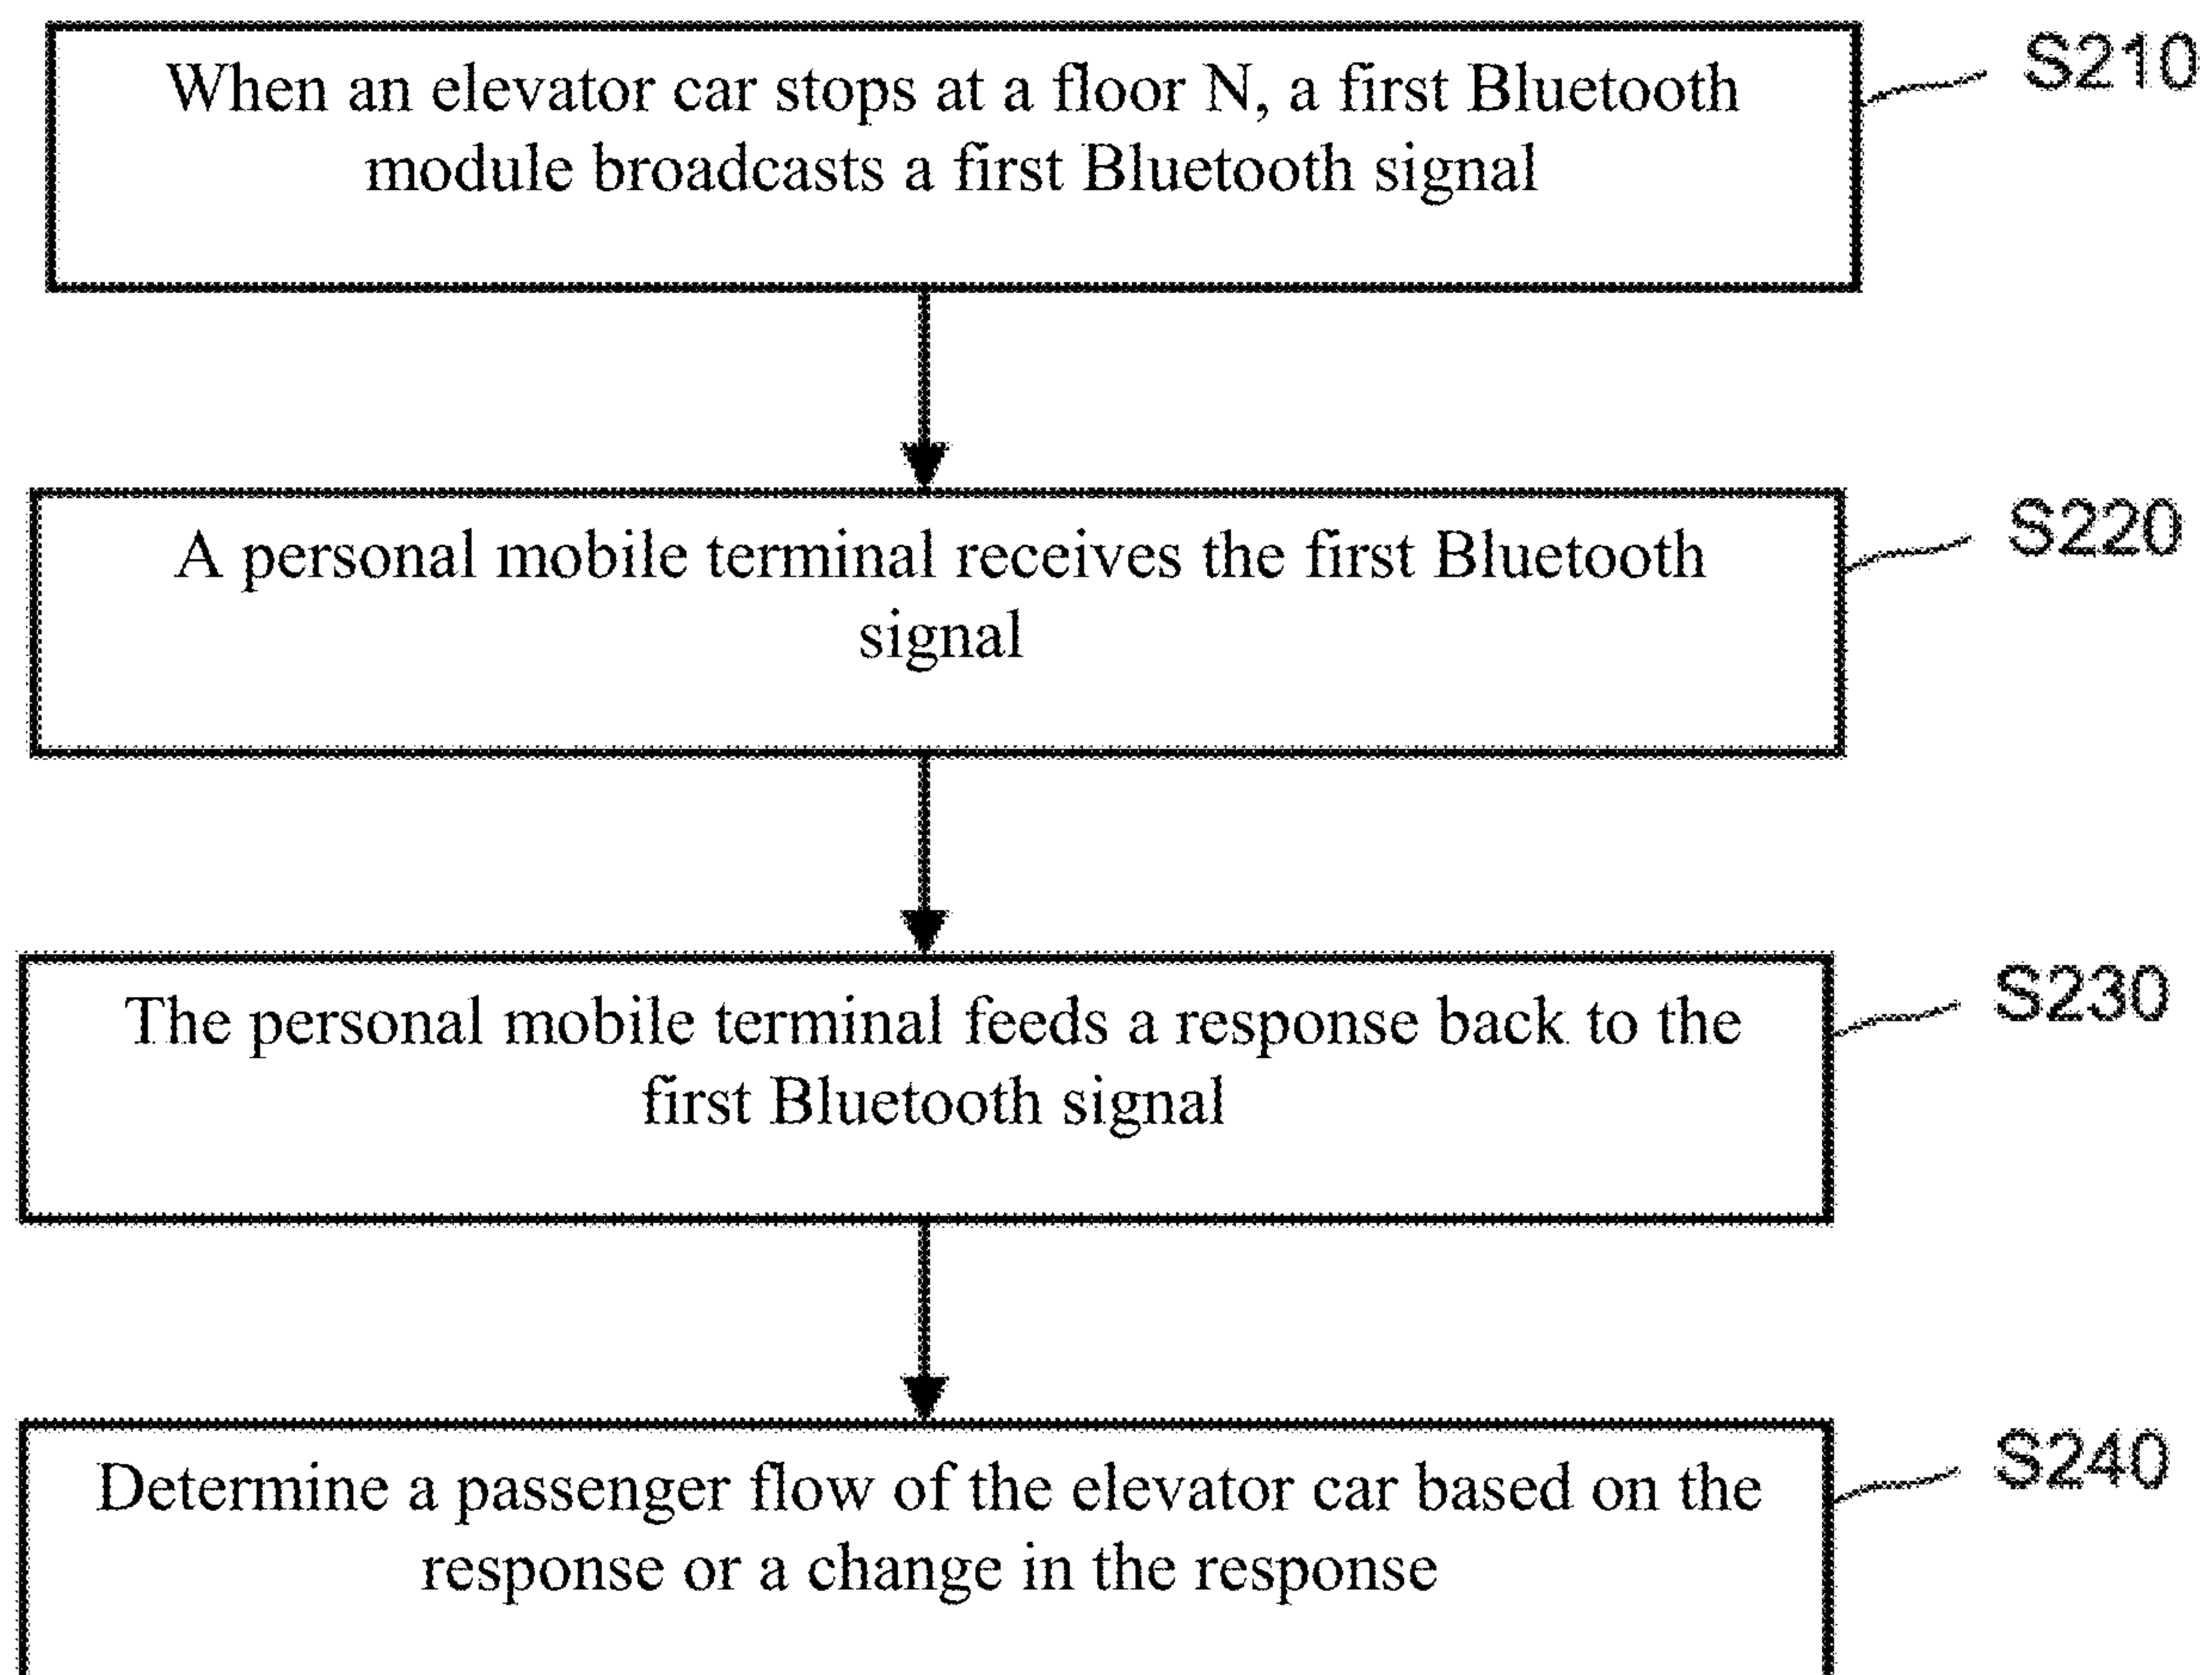 When an elevator car stops at a floor N, a first Bluetooth
module broadcasts a first Bluetooth signal
S210
A personal mobile terminal receives the first Bluetooth
signal
S220
The personal mobile terminal feeds a response back to the
first Bluetooth signal
S230
Determine a passenger flow of the elevator car based on the
response or a change in the response
S240